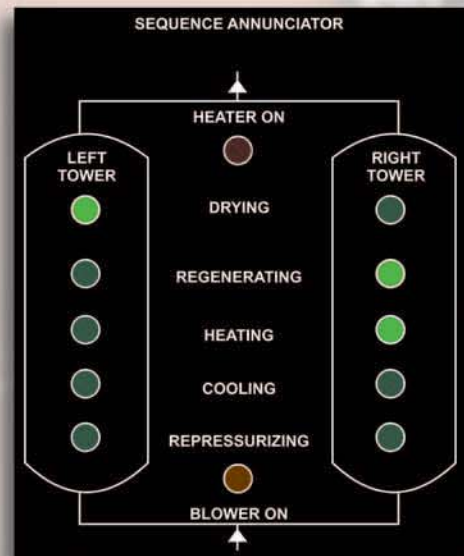 SEQUENCE ANNUNCIATOR
HEATER ON
LEFT
TOWER
RIGHT
TOWER
DRYING
REGENERATING
HEATING
COOLING
REPRESSURIZING
BLOWER ON